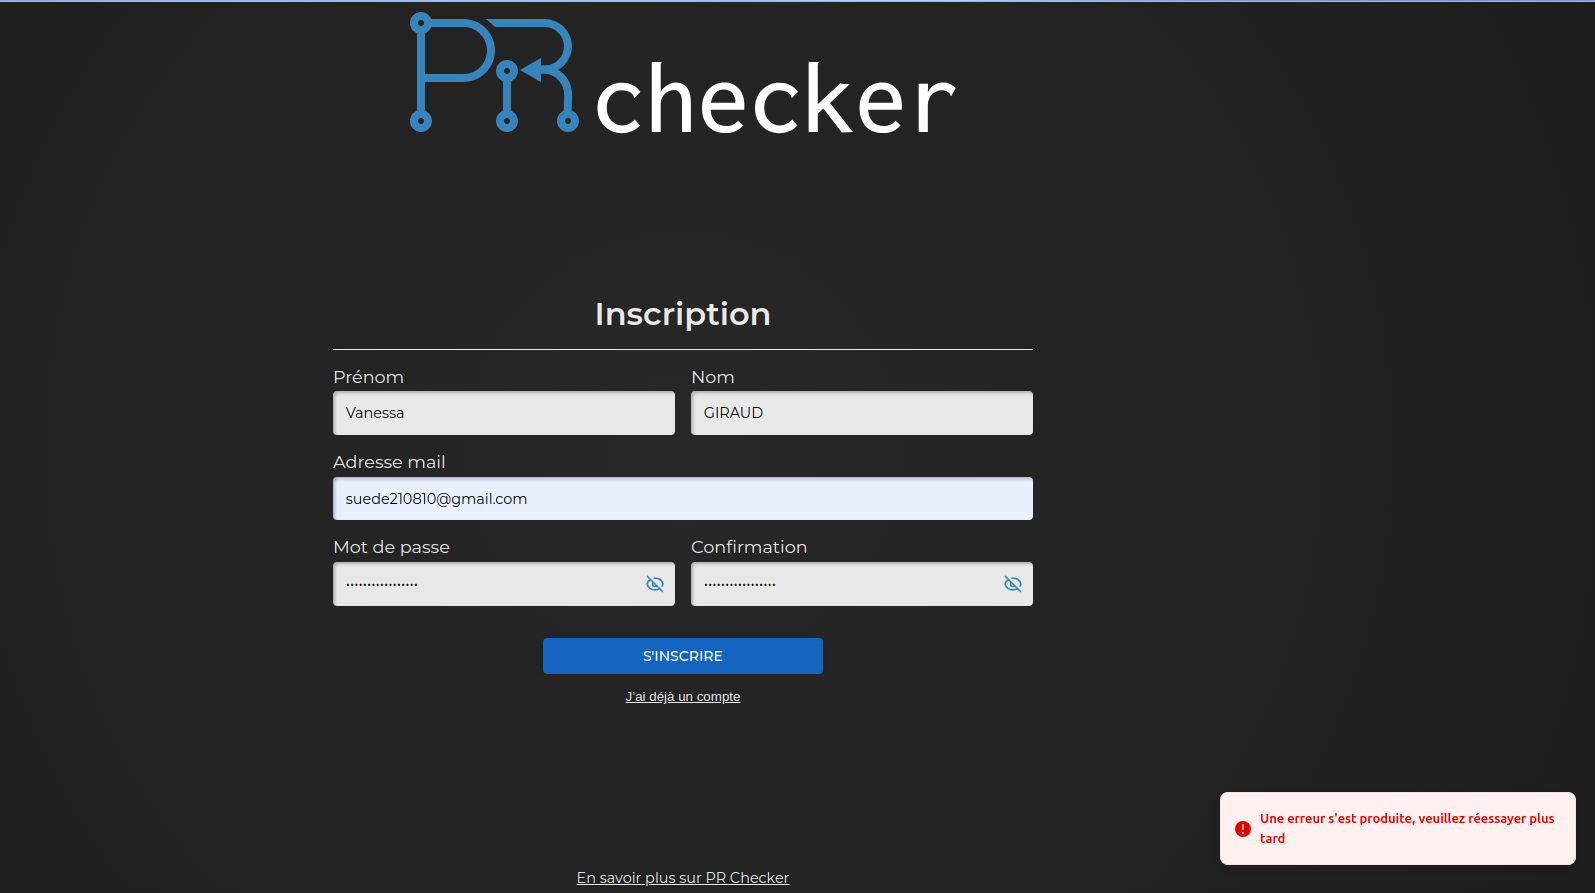 PR checker
Inscription
Prénom
Nom
Vanessa
GIRAUD
Adresse mail
suede210810@gmail.com
Mot de passe
Confirmation
S'INSCRIRE
J'ai déjà un compte
Une erreur s'est produite, veuillez réessayer plus
tard
En savoir plus sur PR Checker